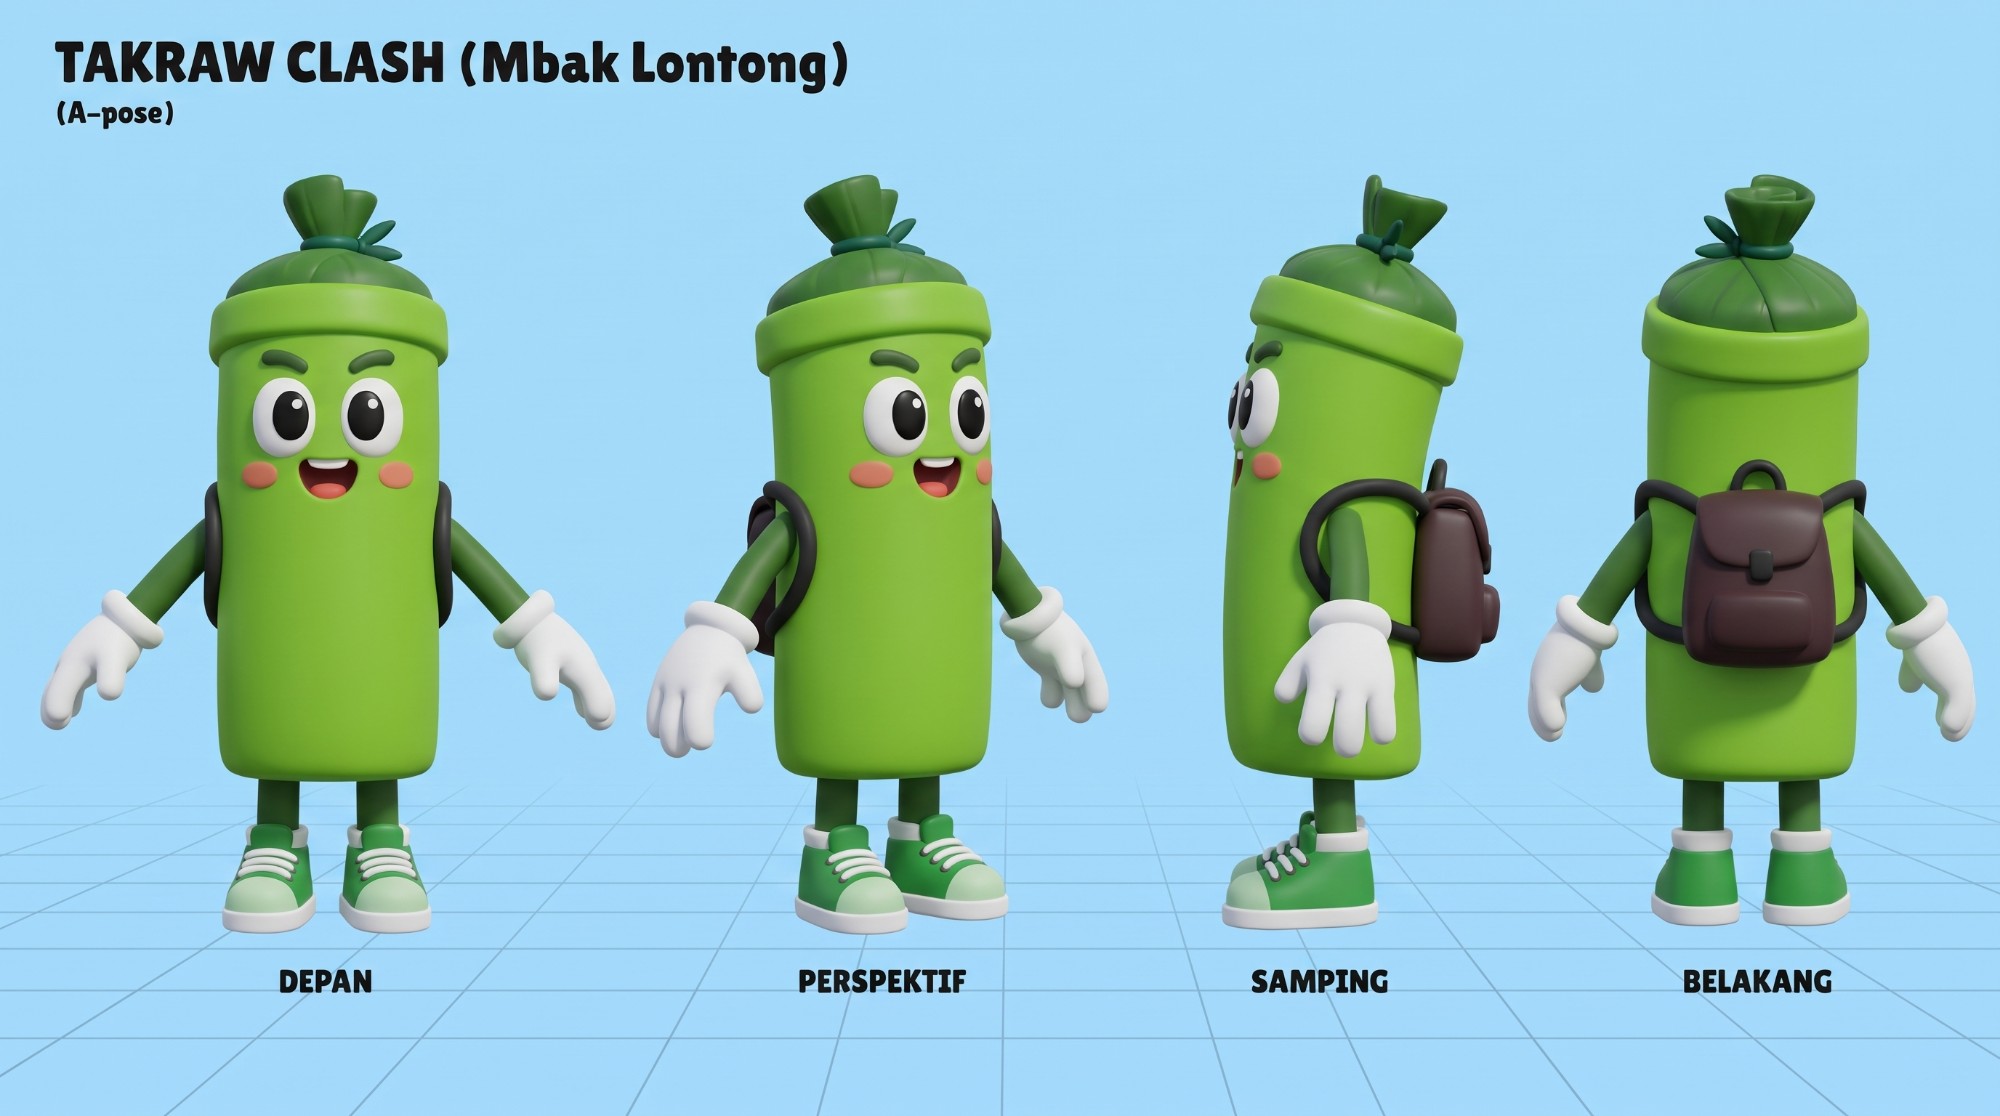 TAKRAW CLASH (Mbak Lontong)
(A-pose)
DEPAN
PERSPEKTIF
SAMPING
BELAKANG